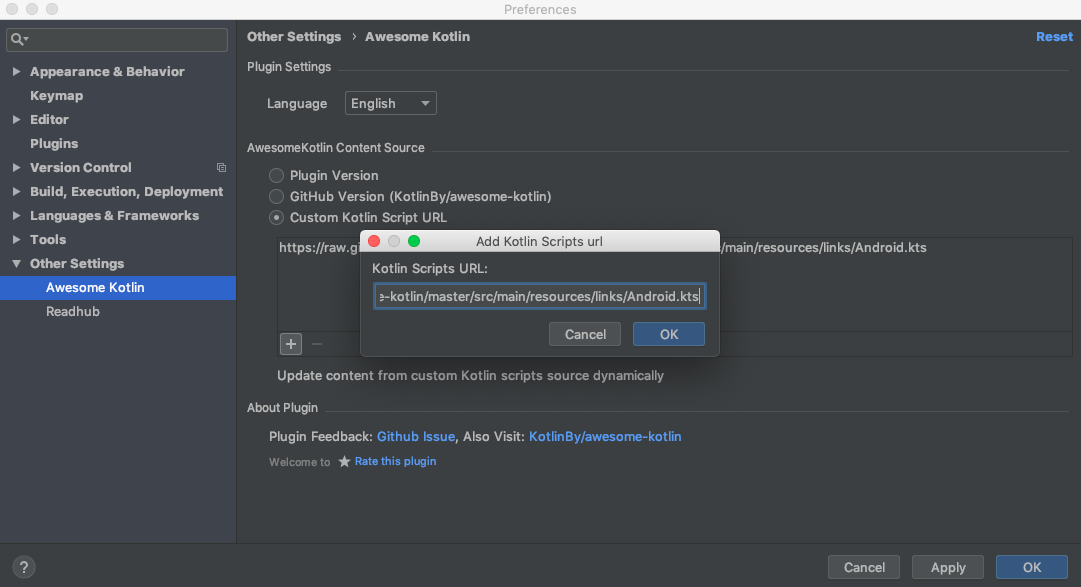 Preferences
Other Settings › Awesome Kotlin
Reset
Appearance & Behavior
Keymap
Editor
Plugins
Version Control
Build, Execution, Deployment
Languages & Frameworks
Tools
Other Settings
Awesome Kotlin
Readhub
Plugin Settings
Language English
AwesomeKotlin Content Source
Plugin Version
GitHub Version (KotlinBy/awesome-kotlin)
Custom Kotlin Script URL
https://raw.gi /main/resources/links/Android.kts
Add Kotlin Scripts url
Kotlin Scripts URL:
e-kotlin/master/src/main/resources/links/Android.kts
Cancel OK
+ −
Update content from custom Kotlin scripts source dynamically
About Plugin
Plugin Feedback: Github Issue, Also Visit: KotlinBy/awesome-kotlin
Welcome to ★ Rate this plugin
?
Cancel Apply OK